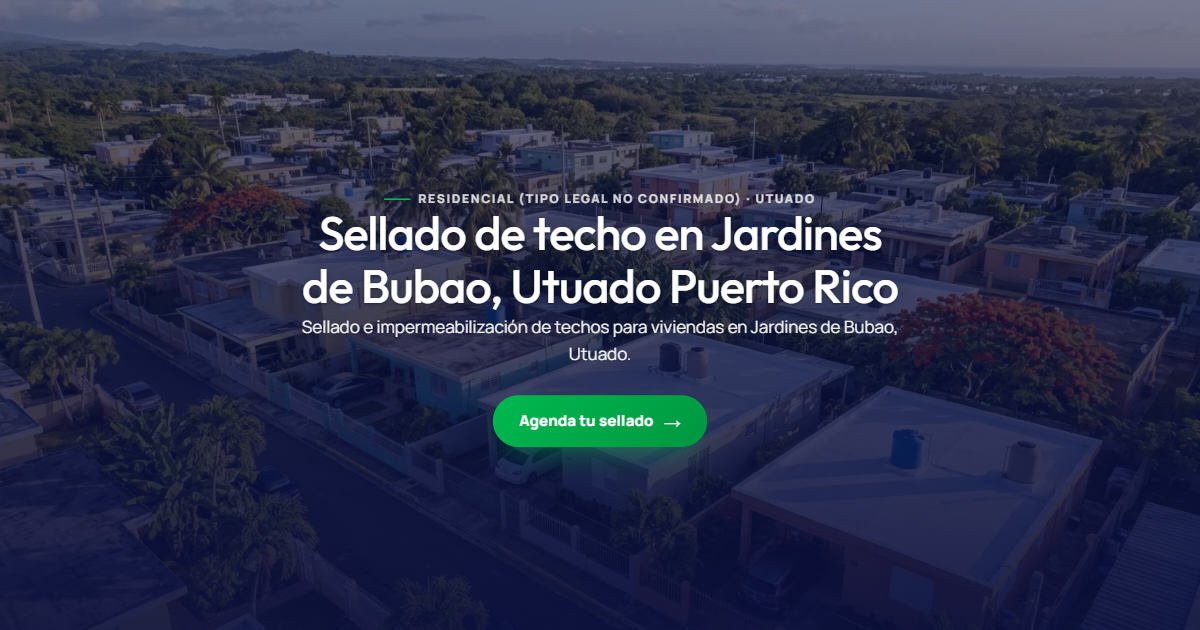 RESIDENCIAL (TIPO LEGAL NO CONFIRMADO) · UTUADO
Sellado de techo en Jardines
de Bubao, Utuado Puerto Rico
Sellado e impermeabilización de techos para viviendas en Jardines de Bubao,
Utuado.
Agenda tu sellado →